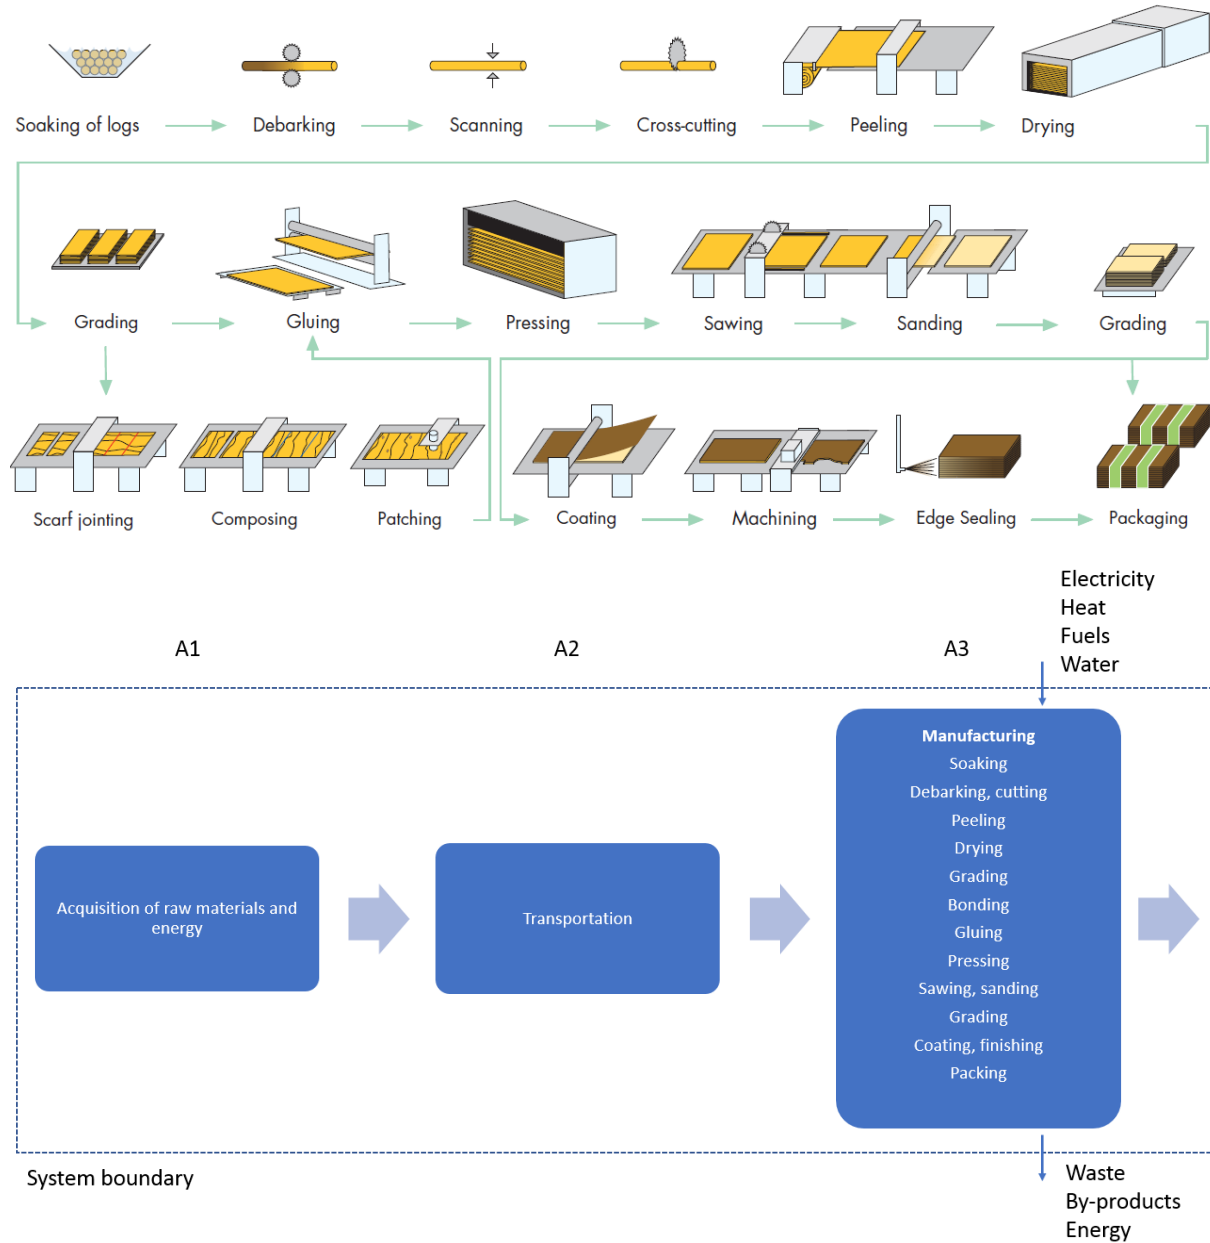 Soaking of logs
Debarking
Scanning
Cross-cutting
Peeling
Drying
Grading
Gluing
Pressing
Sawing
Sanding
Grading
Scarf jointing
Composing
Patching
Coating
Machining
Edge Sealing
Packaging
Electricity
Heat
Fuels
Water
A1
A2
A3
Acquisition of raw materials and
energy
Transportation
Manufacturing
Soaking
Debarking, cutting
Peeling
Drying
Grading
Bonding
Gluing
Pressing
Sawing, sanding
Grading
Coating, finishing
Packing
System boundary
Waste
By-products
Energy